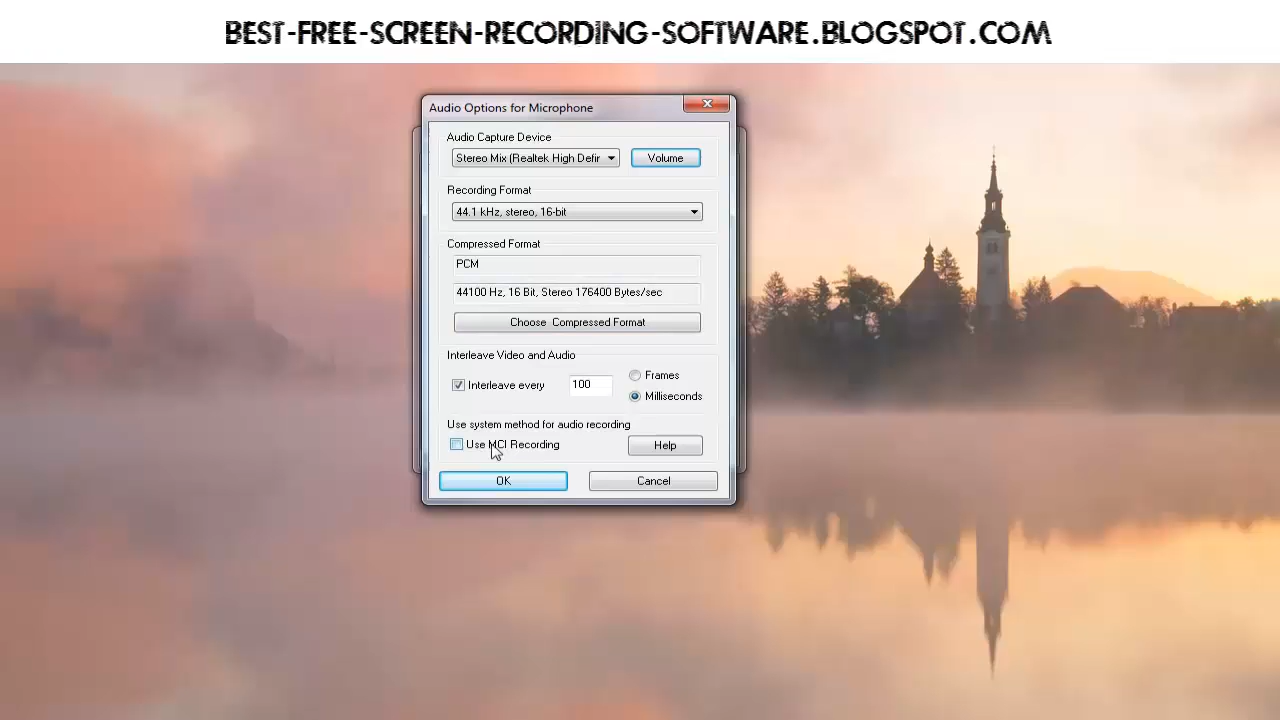 BEST-FREE-SCREEN-RECORDING-SOFTWARE.BLOGSPOT.COM
Audio Options for Microphone
Audio Capture Device
Stereo Mix (Realtek High Defir
Volume
Recording Format
44.1 kHz, stereo, 16-bit
Compressed Format
PCM
44100 Hz, 16 Bit, Stereo 176400 Bytes/sec
Choose Compressed Format
Interleave Video and Audio
Interleave every 100
Frames
Milliseconds
Use system method for audio recording
Use MCI Recording
Help
OK
Cancel